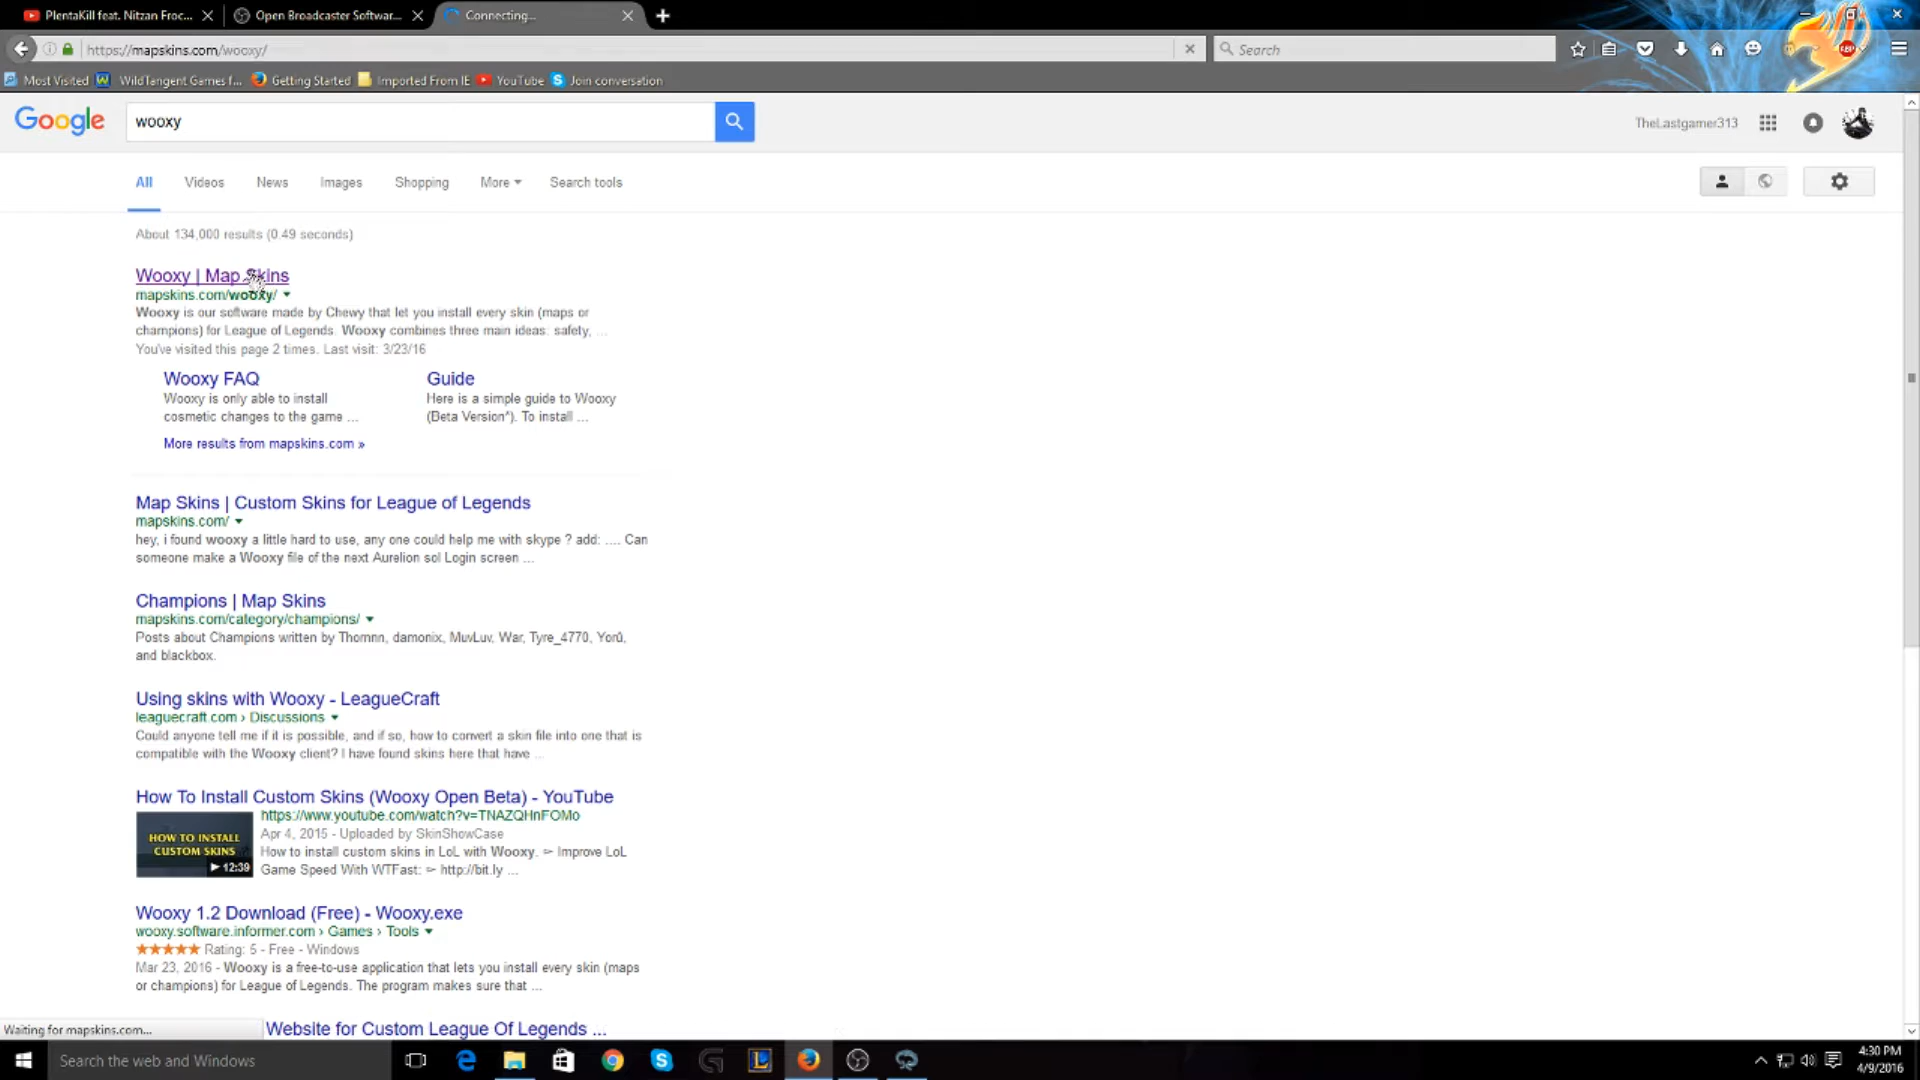 PlentaKill feat. Nitzan Froc...
Open Broadcaster Softwar...
Connecting...
https://mapskins.com/wooxy/
Search
Most Visited
WildTangent Games f...
Getting Started
Imported From IE
YouTube
Join conversation
Google
wooxy
TheLastgamer313
All Videos News Images Shopping More Search tools
About 134,000 results (0.49 seconds)
Wooxy | Map Skins
mapskins.com/wooxy/
Wooxy is our software made by Chewy that let you install every skin (maps or
champions) for League of Legends. Wooxy combines three main ideas: safety, ...
You've visited this page 2 times. Last visit: 3/23/16
Wooxy FAQ
Wooxy is only able to install
cosmetic changes to the game ...
Guide
Here is a simple guide to Wooxy
(Beta Version*). To install ...
More results from mapskins.com »
Map Skins | Custom Skins for League of Legends
mapskins.com/
hey, i found wooxy a little hard to use, any one could help me with skype ? add: .... Can
someone make a Wooxy file of the next Aurelion sol Login screen ...
Champions | Map Skins
mapskins.com/category/champions/
Posts about Champions written by Thornnn, damonix, MuvLuv, War, Tyre_4770, Yorû,
and blackbox.
Using skins with Wooxy - LeagueCraft
leaguecraft.com › Discussions
Could anyone tell me if it is possible, and if so, how to convert a skin file into one that is
compatible with the Wooxy client? I have found skins here that have ...
How To Install Custom Skins (Wooxy Open Beta) - YouTube
HOW TO INSTALL
CUSTOM SKINS
12:39
https://www.youtube.com/watch?v=TNAZQHnFOMo
Apr 4, 2015 - Uploaded by SkinShowCase
How to install custom skins in LoL with Wooxy. ➢ Improve LoL
Game Speed With WTFast: ➢ http://bit.ly ...
Wooxy 1.2 Download (Free) - Wooxy.exe
wooxy.software.informer.com › Games › Tools
Rating: 5 - Free - Windows
Mar 23, 2016 - Wooxy is a free-to-use application that lets you install every skin (maps
or champions) for League of Legends. The program makes sure that ...
Website for Custom League Of Legends ...
Waiting for mapskins.com...
Search the web and Windows
4:30 PM
4/9/2016